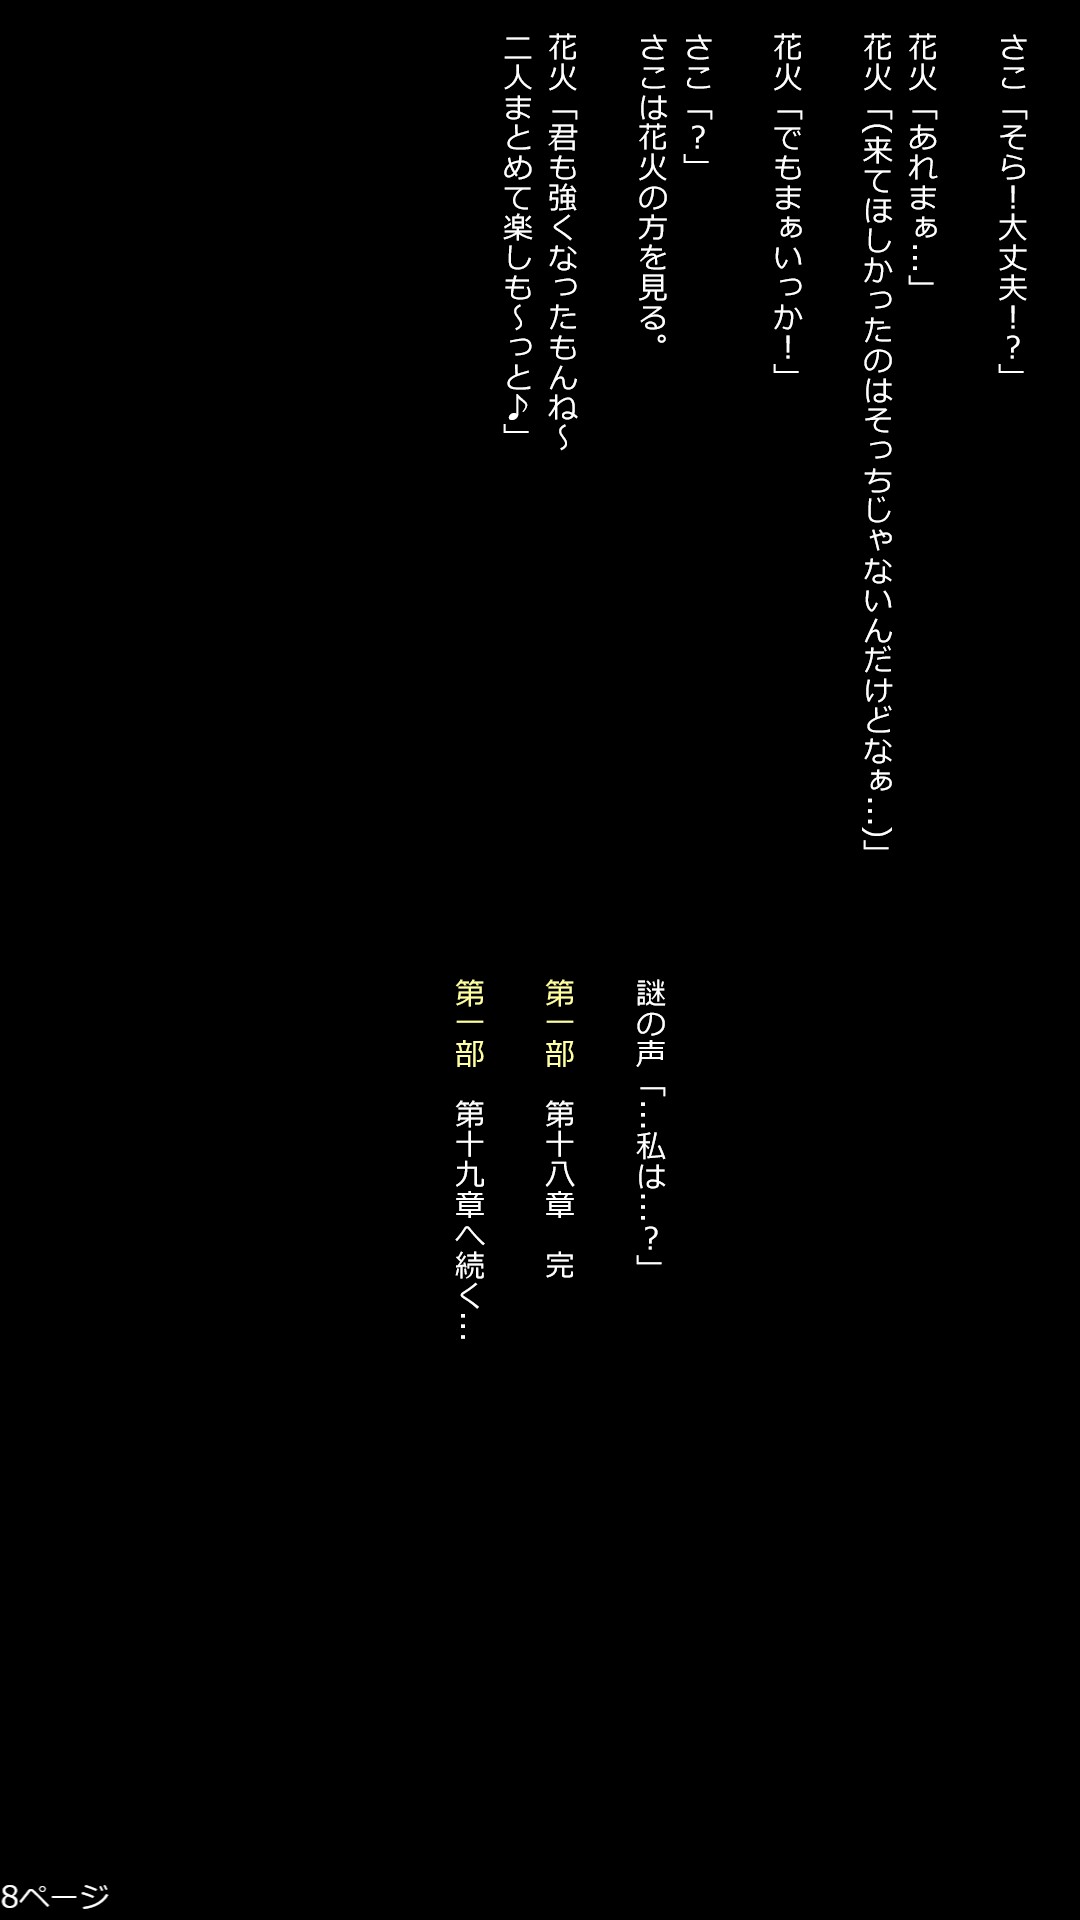 さこ「そら！大丈夫！？」
花火「あれまぁ…」
花火「(来てほしかったのはそっちじゃないんだけどなぁ…)」
花火「でもまぁいっか！」
さこ「？」
さこは花火の方を見る。
花火「君も強くなったもんね～
二人まとめて楽しも～っと♪」
謎の声「…私は…？」
第一部　第十八章　完
第一部　第十九章へ続く…
8ページ